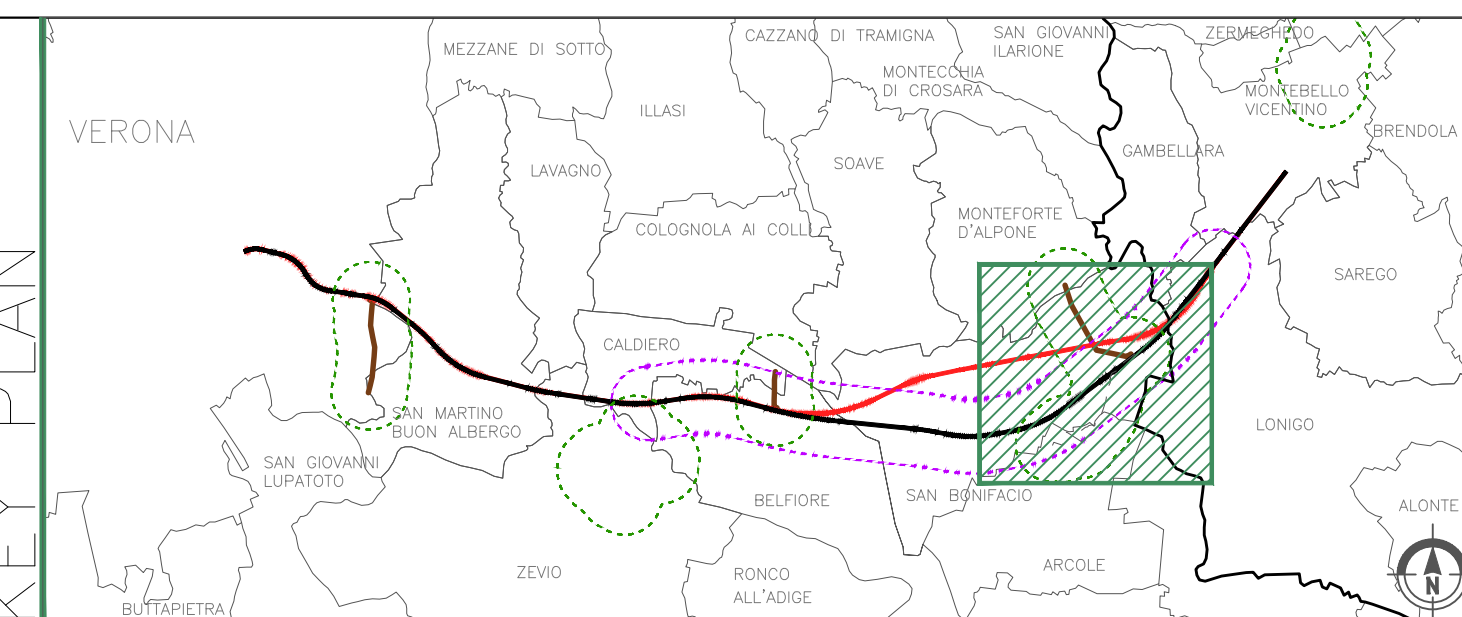 KEY PLAN
MEZZANE DI SOTTO
CAZZANO DI TRAMIGNA
SAN GIOVANNI
ILARIONE
ZERMEGHEDO
MONTECCHIA
DI CROSARA
MONTEBELLO
VICENTINO
ILLASI
VERONA
BRENDOLA
GAMBELLARA
SOAVE
LAVAGNO
MONTEFORTE
D'ALPONE
COLOGNOLA AI COLLI
SAREGO
CALDIERO
SAN MARTINO
BUON ALBERGO
LONIGO
SAN GIOVANNI
LUPATOTO
BELFIORE
SAN BONIFACIO
ALONTE
ZEVIO
RONCO
ALL'ADIGE
ARCOLE
N
BUTTAPIETRA